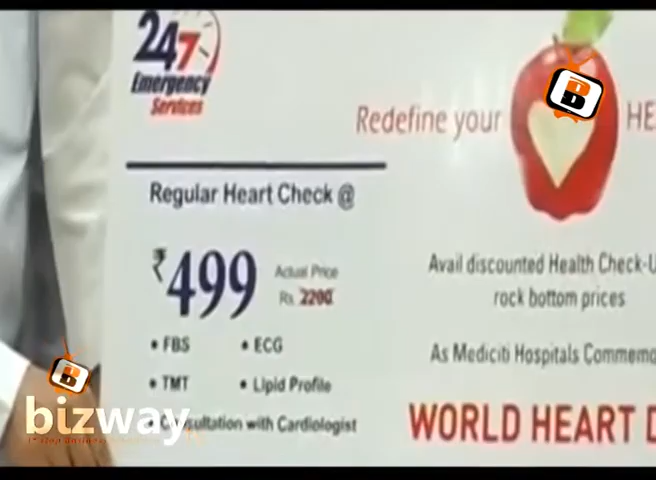 24x7
Emergency
Services
Redefine your HE
Regular Heart Check @
₹499
Actual Price
Rs. 2200
• FBS • ECG
• TMT • Lipid Profile
• Consultation with Cardiologist
Avail discounted Health Check-U
rock bottom prices
As Mediciti Hospitals Commemo
WORLD HEART D
bizway